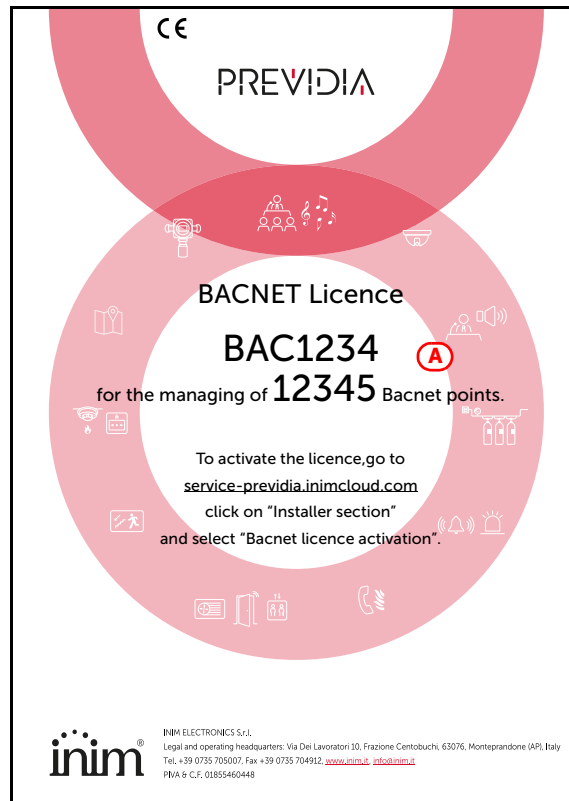 CE
PREVIDIA
BACNET Licence
BAC1234
A
for the managing of 12345 Bacnet points.
To activate the licence,go to
service-previdia.inimcloud.com
click on “Installer section”
and select “Bacnet licence activation”.
inim®
INIM ELECTRONICS S.r.l.
Legal and operating headquarters: Via Dei Lavoratori 10, Frazione Centobuchi, 63076, Monteprandone (AP), Italy
Tel. +39 0735 705007, Fax +39 0735 704912, www.inim.it, info@inim.it
PIVA & C.F. 01855460448